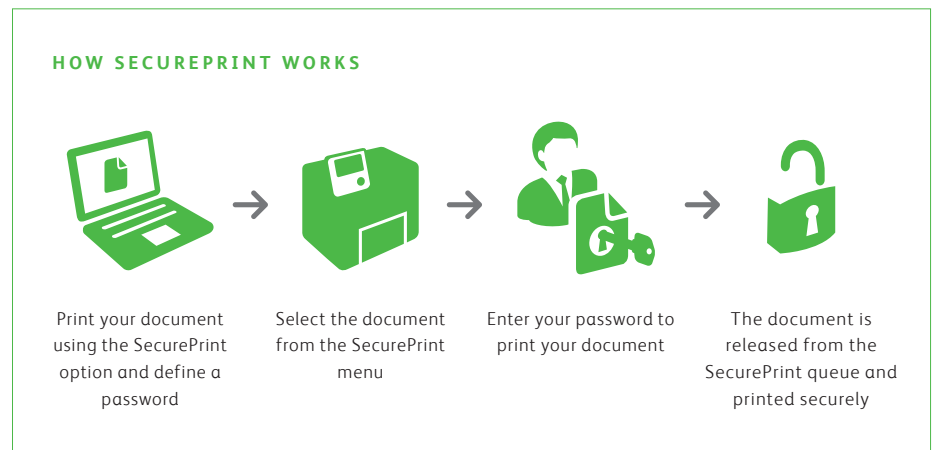 HOW SECUREPRINT WORKS
Print your document
using the SecurePrint
option and define a
password
Select the document
from the SecurePrint
menu
Enter your password to
print your document
The document is
released from the
SecurePrint queue and
printed securely